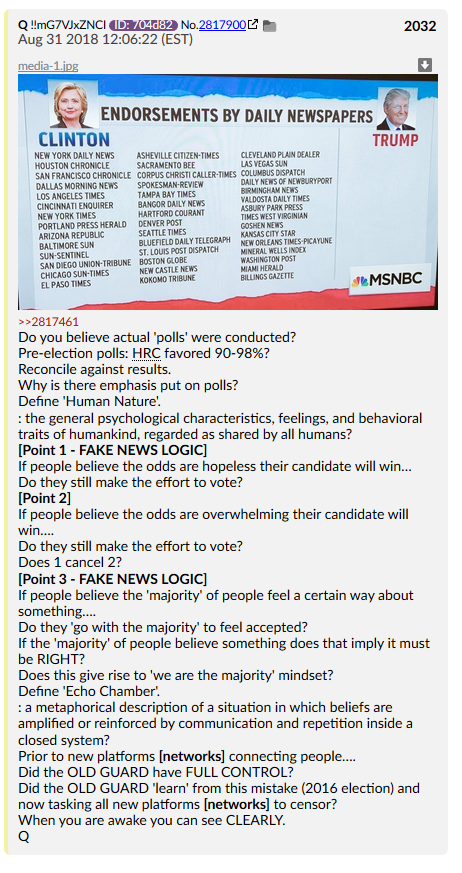 Q !!mG7VJxZNCI ID: 704d82 No.2817900 2032
Aug 31 2018 12:06:22 (EST)
media-1.jpg
ENDORSEMENTS BY DAILY NEWSPAPERS
CLINTON
TRUMP
NEW YORK DAILY NEWS
HOUSTON CHRONICLE
SAN FRANCISCO CHRONICLE
DALLAS MORNING NEWS
LOS ANGELES TIMES
CINCINNATI ENQUIRER
NEW YORK TIMES
PORTLAND PRESS HERALD
ARIZONA REPUBLIC
BALTIMORE SUN
SUN-SENTINEL
SAN DIEGO UNION-TRIBUNE
CHICAGO SUN-TIMES
EL PASO TIMES
ASHEVILLE CITIZEN-TIMES
SACRAMENTO BEE
CORPUS CHRISTI CALLER-TIMES
SPOKESMAN-REVIEW
TAMPA BAY TIMES
BANGOR DAILY NEWS
HARTFORD COURANT
DENVER POST
SEATTLE TIMES
BLUEFIELD DAILY TELEGRAPH
ST. LOUIS POST DISPATCH
BOSTON GLOBE
NEW CASTLE NEWS
KOKOMO TRIBUNE
CLEVELAND PLAIN DEALER
LAS VEGAS SUN
COLUMBUS DISPATCH
DAILY NEWS OF NEWBURYPORT
BIRMINGHAM NEWS
VALDOSTA DAILY TIMES
ASBURY PARK PRESS
TIMES WEST VIRGINIAN
GOSHEN NEWS
KANSAS CITY STAR
NEW ORLEANS TIMES-PICAYUNE
MINERAL WELLS INDEX
WASHINGTON POST
MIAMI HERALD
BILLINGS GAZETTE
MSNBC
>>2817461
Do you believe actual 'polls' were conducted?
Pre-election polls: HRC favored 90-98%?
Reconcile against results.
Why is there emphasis put on polls?
Define 'Human Nature'.
: the general psychological characteristics, feelings, and behavioral
traits of humankind, regarded as shared by all humans?
[Point 1 - FAKE NEWS LOGIC]
If people believe the odds are hopeless their candidate will win...
Do they still make the effort to vote?
[Point 2]
If people believe the odds are overwhelming their candidate will
win....
Do they still make the effort to vote?
Does 1 cancel 2?
[Point 3 - FAKE NEWS LOGIC]
If people believe the 'majority' of people feel a certain way about
something....
Do they 'go with the majority' to feel accepted?
If the 'majority' of people believe something does that imply it must
be RIGHT?
Does this give rise to 'we are the majority' mindset?
Define 'Echo Chamber'.
: a metaphorical description of a situation in which beliefs are
amplified or reinforced by communication and repetition inside a
closed system?
Prior to new platforms [networks] connecting people....
Did the OLD GUARD have FULL CONTROL?
Did the OLD GUARD 'learn' from this mistake (2016 election) and
now tasking all new platforms [networks] to censor?
When you are awake you can see CLEARLY.
Q